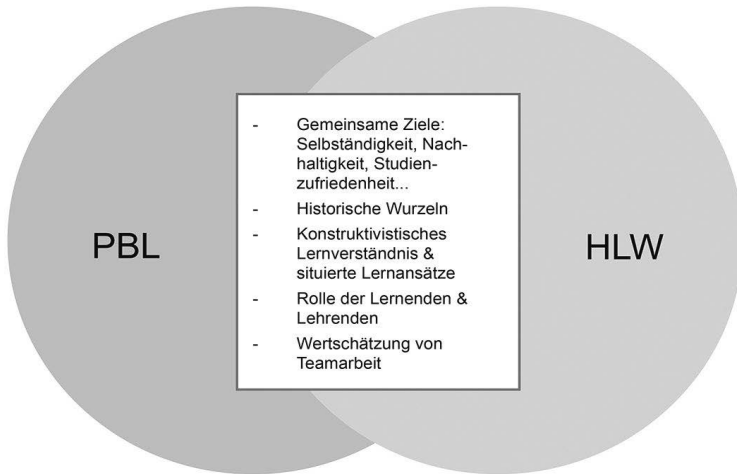 PBL
- Gemeinsame Ziele:
Selbständigkeit, Nach-
haltigkeit, Studien-
zufriedenheit...
- Historische Wurzeln
- Konstruktivistisches
Lernverständnis &
situierte Lernansätze
- Rolle der Lernenden &
Lehrenden
- Wertschätzung von
Teamarbeit
HLW